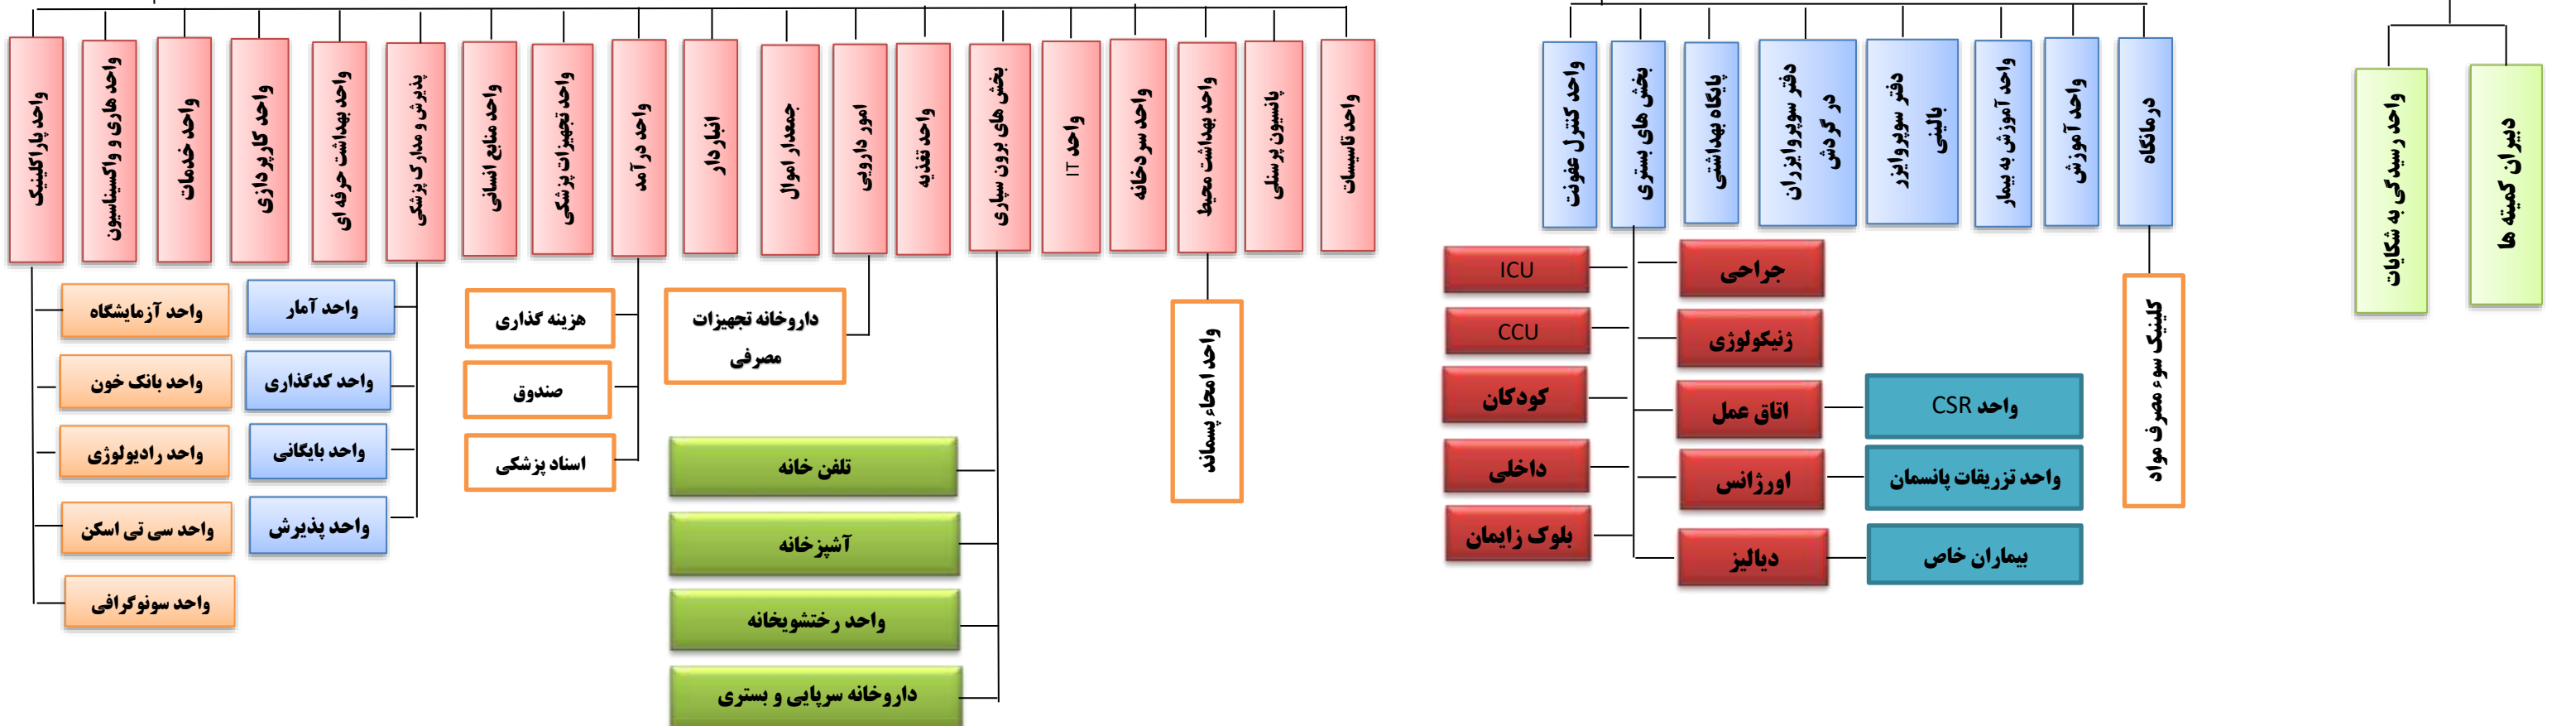 واحد پاراکلینیک
واحد هاری و واکسیناسیون
واحد خدمات
واحد کارپردازی
واحد بهداشت حرفه ای
پذیرش و مدارک پزشکی
واحد منابع انسانی
واحد تجهیزات پزشکی
واحد درآمد
انباردار
جمعدار اموال
امور دارویی
واحد تغذیه
بخش های برون سپاری
واحد IT
واحد سردخانه
واحد بهداشت محیط
پانسیون پرسنلی
واحد تاسیسات
واحد کنترل عفونت
بخش های بستری
پایگاه بهداشتی
دفتر سوپروایزران
در گردش
دفتر سوپروایزر
بالینی
واحد آموزش به بیمار
واحد آموزش
درمانگاه
واحد رسیدگی به شکایات
دبیران کمیته ها
واحد آزمایشگاه
واحد بانک خون
واحد رادیولوژی
واحد سی تی اسکن
واحد سونوگرافی
واحد آمار
واحد کدگذاری
واحد بایگانی
واحد پذیرش
هزینه گذاری
صندوق
اسناد پزشکی
داروخانه تجهیزات
مصرفی
تلفن خانه
آشپزخانه
واحد رختشویخانه
داروخانه سرپایی و بستری
واحد امحاء پسماند
ICU
CCU
کودکان
داخلی
بلوک زایمان
جراحی
ژنیکولوژی
اتاق عمل
اورژانس
دیالیز
واحد CSR
واحد تزریقات پانسمان
بیماران خاص
کلینیک سوء مصرف مواد